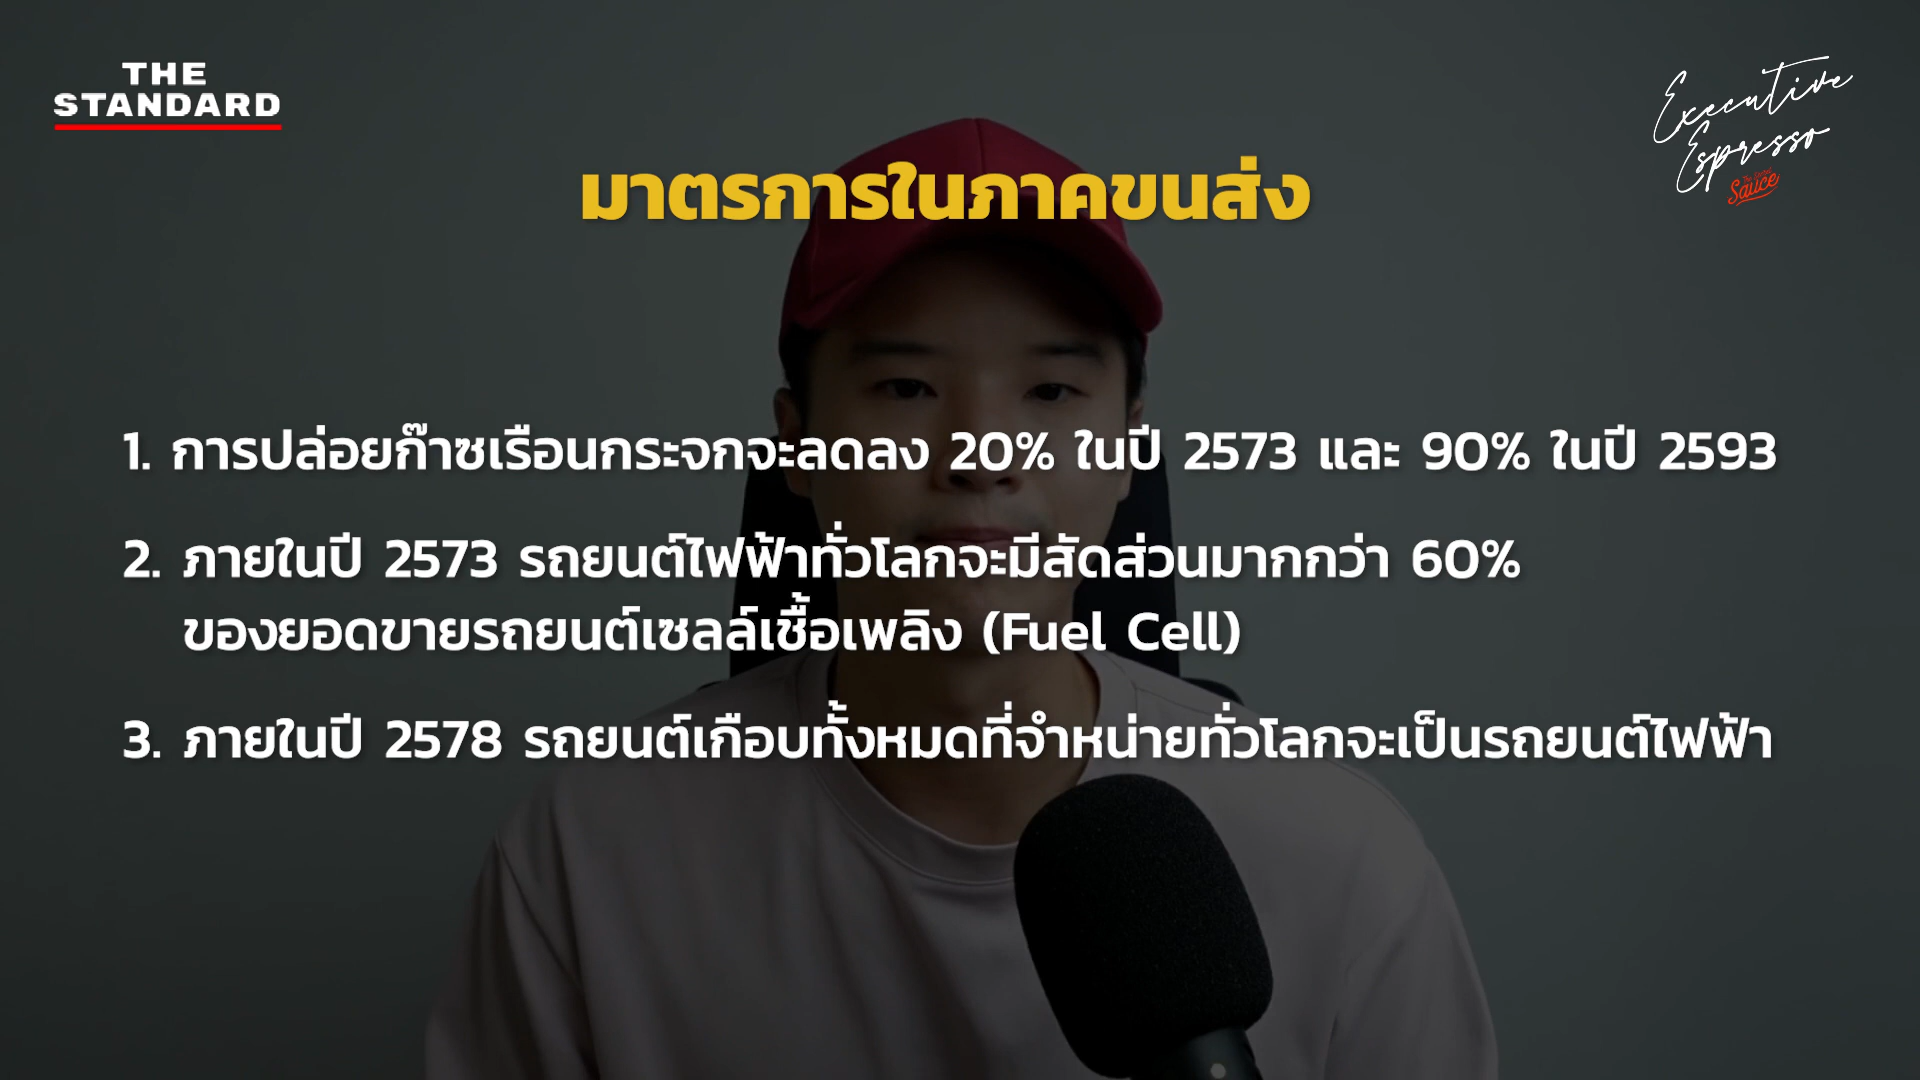 THE
STANDARD
Executive
Espresso
The Secret
Sauce
มาตรการในภาคขนส่ง
1. การปล่อยก๊าซเรือนกระจกจะลดลง 20% ในปี 2573 และ 90% ในปี 2593
2. ภายในปี 2573 รถยนต์ไฟฟ้าทั่วโลกจะมีสัดส่วนมากกว่า 60%
ของยอดขายรถยนต์เซลล์เชื้อเพลิง (Fuel Cell)
3. ภายในปี 2578 รถยนต์เกือบทั้งหมดที่จำหน่ายทั่วโลกจะเป็นรถยนต์ไฟฟ้า